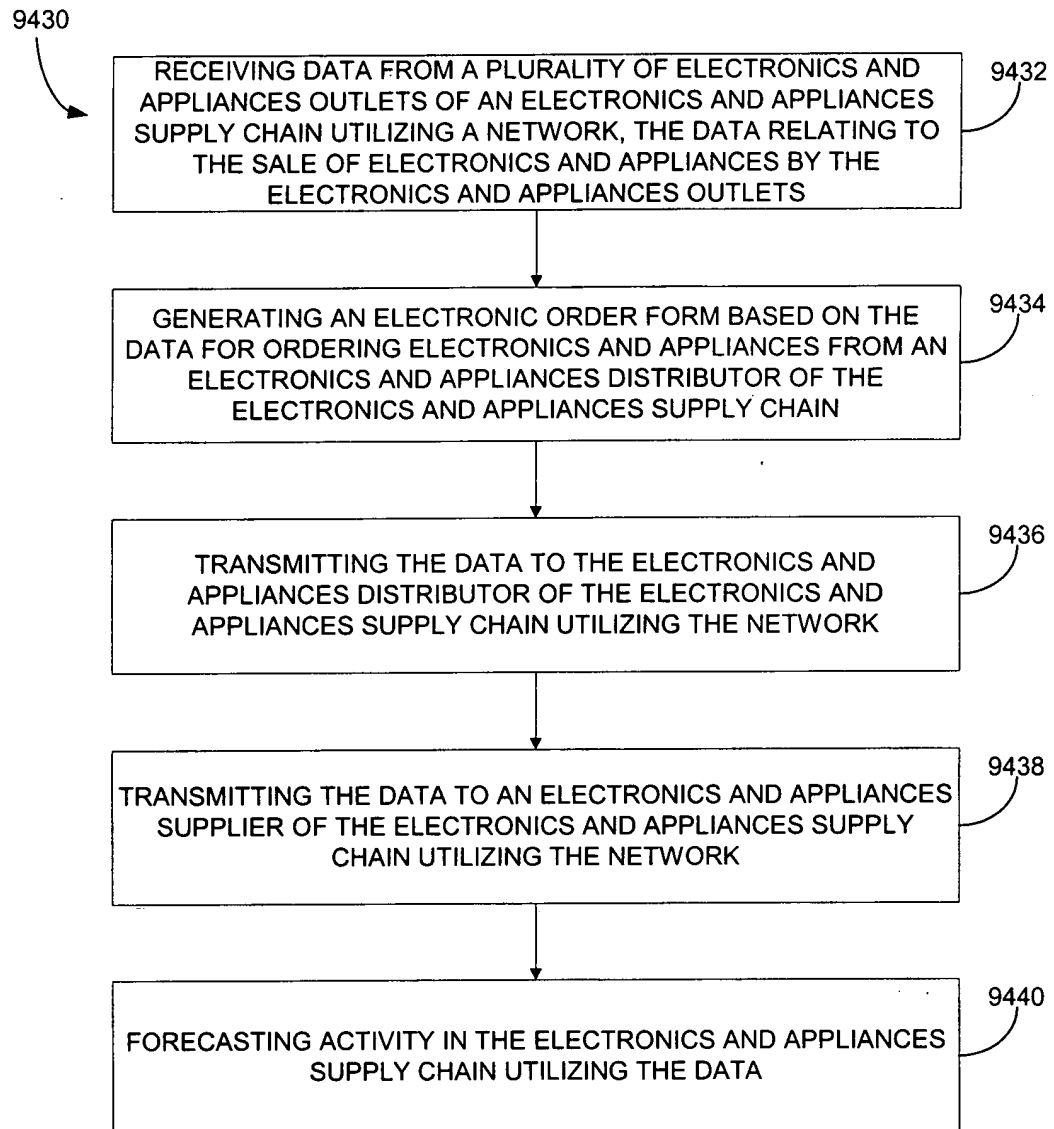 9430
RECEIVING DATA FROM A PLURALITY OF ELECTRONICS AND
APPLIANCES OUTLETS OF AN ELECTRONICS AND APPLIANCES
SUPPLY CHAIN UTILIZING A NETWORK, THE DATA RELATING TO
THE SALE OF ELECTRONICS AND APPLIANCES BY THE
ELECTRONICS AND APPLIANCES OUTLETS
9432
GENERATING AN ELECTRONIC ORDER FORM BASED ON THE
DATA FOR ORDERING ELECTRONICS AND APPLIANCES FROM AN
ELECTRONICS AND APPLIANCES DISTRIBUTOR OF THE
ELECTRONICS AND APPLIANCES SUPPLY CHAIN
9434
TRANSMITTING THE DATA TO THE ELECTRONICS AND
APPLIANCES DISTRIBUTOR OF THE ELECTRONICS AND
APPLIANCES SUPPLY CHAIN UTILIZING THE NETWORK
9436
TRANSMITTING THE DATA TO AN ELECTRONICS AND APPLIANCES
SUPPLIER OF THE ELECTRONICS AND APPLIANCES SUPPLY
CHAIN UTILIZING THE NETWORK
9438
FORECASTING ACTIVITY IN THE ELECTRONICS AND APPLIANCES
SUPPLY CHAIN UTILIZING THE DATA
9440